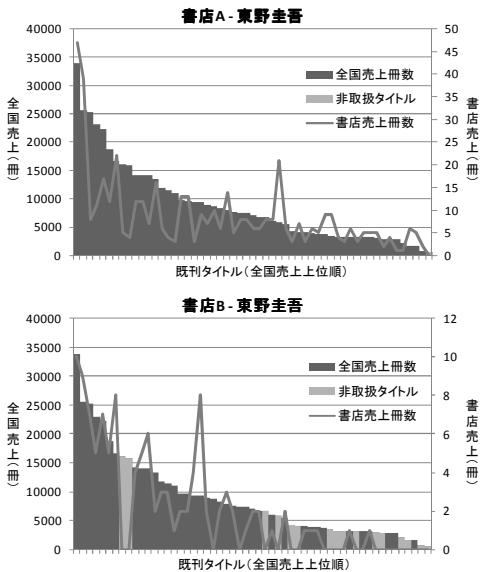 書店A - 東野圭吾
40000
35000
30000
25000
20000
15000
10000
5000
0
全国売上(冊)
50
45
40
35
30
25
20
15
10
5
0
書店売上(冊)
全国売上冊数
非取扱タイトル
書店売上冊数
既刊タイトル(全国売上上位順)
書店B - 東野圭吾
40000
35000
30000
25000
20000
15000
10000
5000
0
全国売上(冊)
12
10
8
6
4
2
0
書店売上(冊)
全国売上冊数
非取扱タイトル
書店売上冊数
既刊タイトル(全国売上上位順)